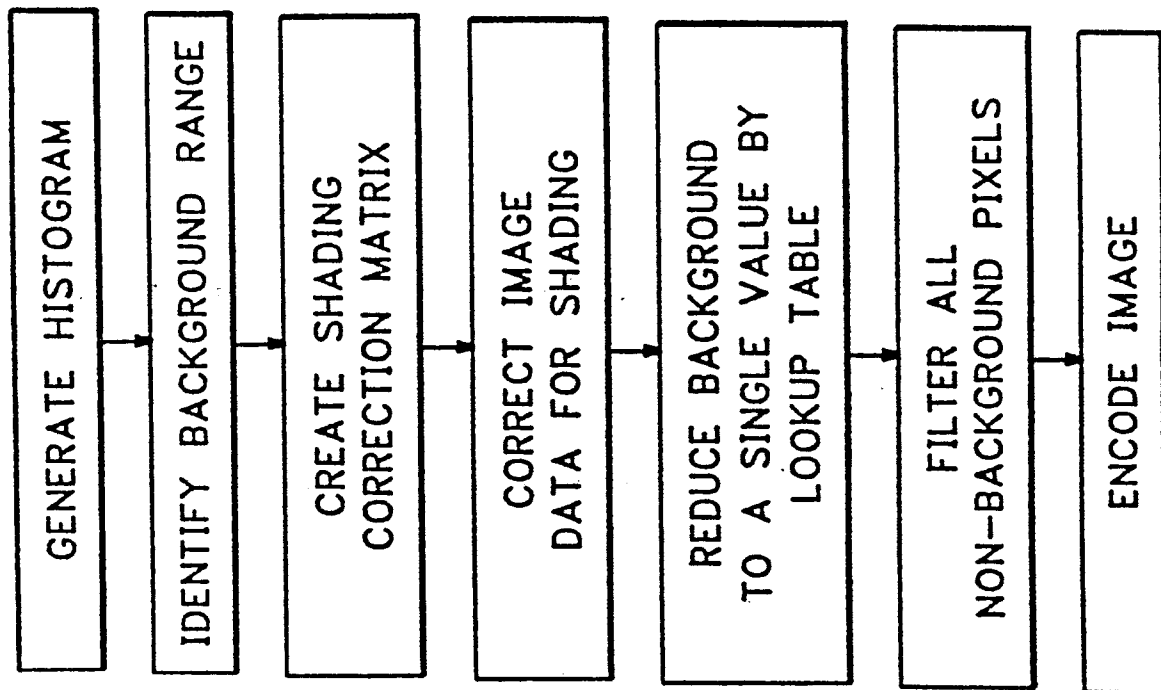 GENERATE HISTOGRAM
IDENTIFY BACKGROUND RANGE
CREATE SHADING
CORRECTION MATRIX
CORRECT IMAGE
DATA FOR SHADING
REDUCE BACKGROUND
TO A SINGLE VALUE BY
LOOKUP TABLE
FILTER ALL
NON-BACKGROUND PIXELS
ENCODE IMAGE